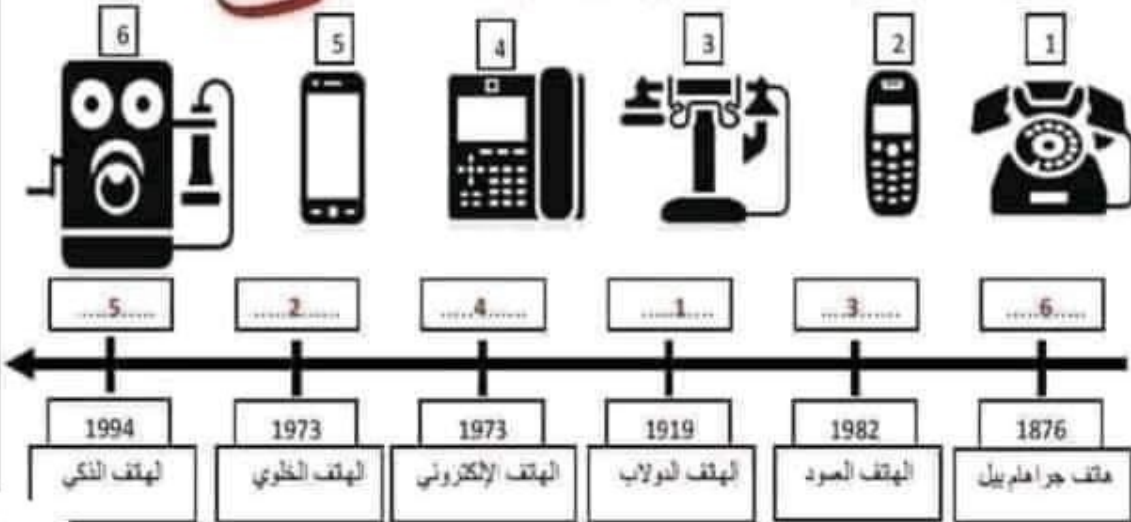 1 2 3 4 5 6
.....6..... .....3...... .....1..... .....4...... .....2..... .....5.....
1876 1982 1919 1973 1973 1994
هاتف جراهام بيل الهاتف العمود الهاتف الدولاب الهاتف الإلكتروني الهاتف الخلوي الهاتف الذكي